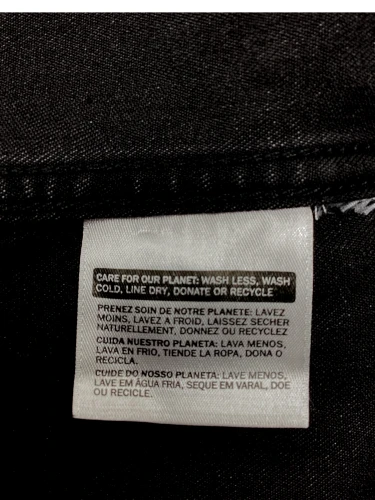 CARE FOR OUR PLANET: WASH LESS, WASH
COLD, LINE DRY, DONATE OR RECYCLE
PRENEZ SOIN DE NOTRE PLANETE: LAVEZ
MOINS, LAVEZ A FROID, LAISSEZ SECHER
NATURELLEMENT, DONNEZ OU RECYCLEZ
CUIDA NUESTRO PLANETA: LAVA MENOS,
LAVA EN FRIO, TIENDE LA ROPA, DONA O
RECICLA.
CUIDE DO NOSSO PLANETA: LAVE MENOS,
LAVE EM ÁGUA FRIA, SEQUE EM VARAL, DOE
OU RECICLE.